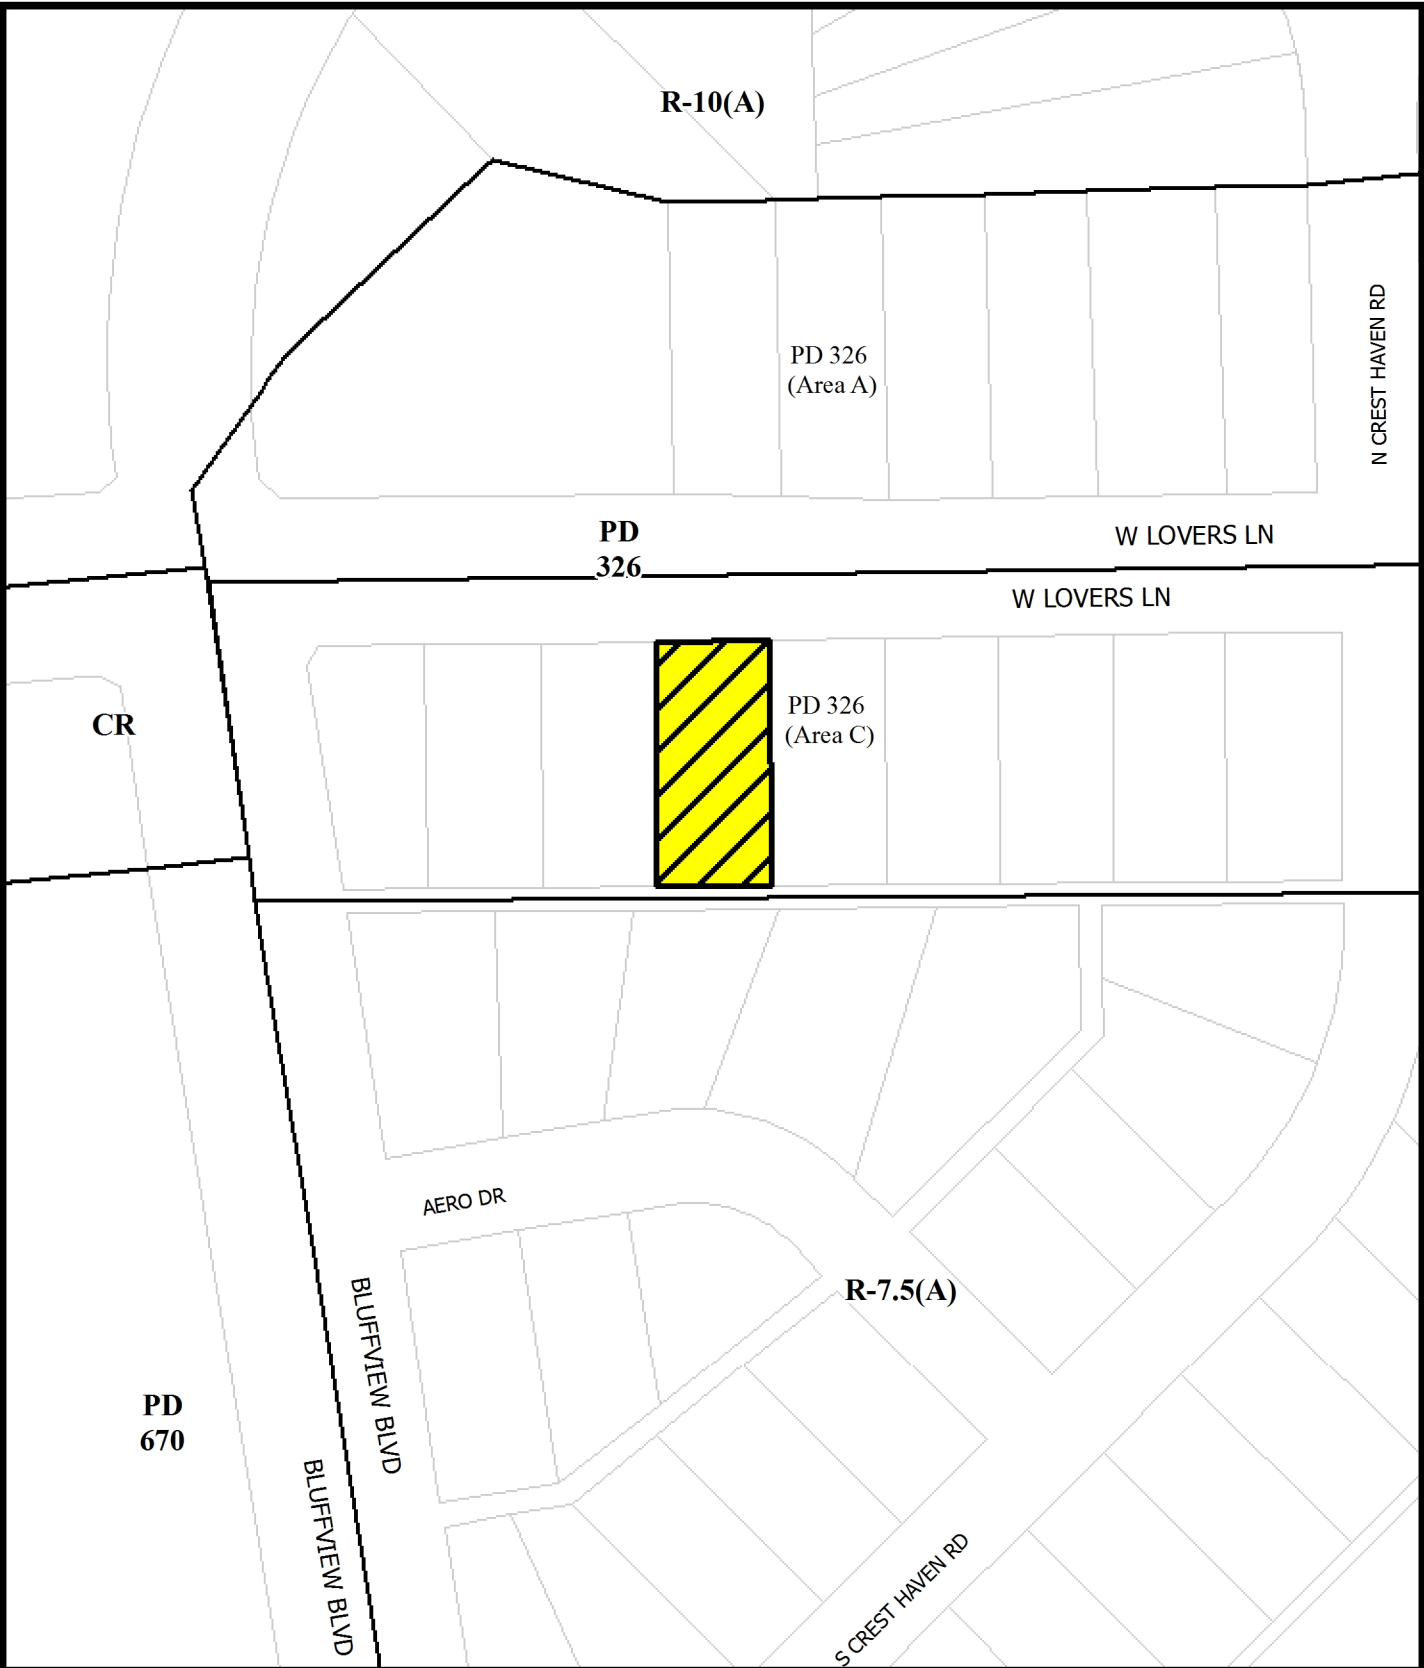 R-10(A)
PD 326
(Area A)
N CREST HAVEN RD
PD
326
W LOVERS LN
W LOVERS LN
PD 326
(Area C)
CR
AERO DR
R-7.5(A)
BLUFFVIEW BLVD
PD
670
BLUFFVIEW BLVD
S CREST HAVEN RD